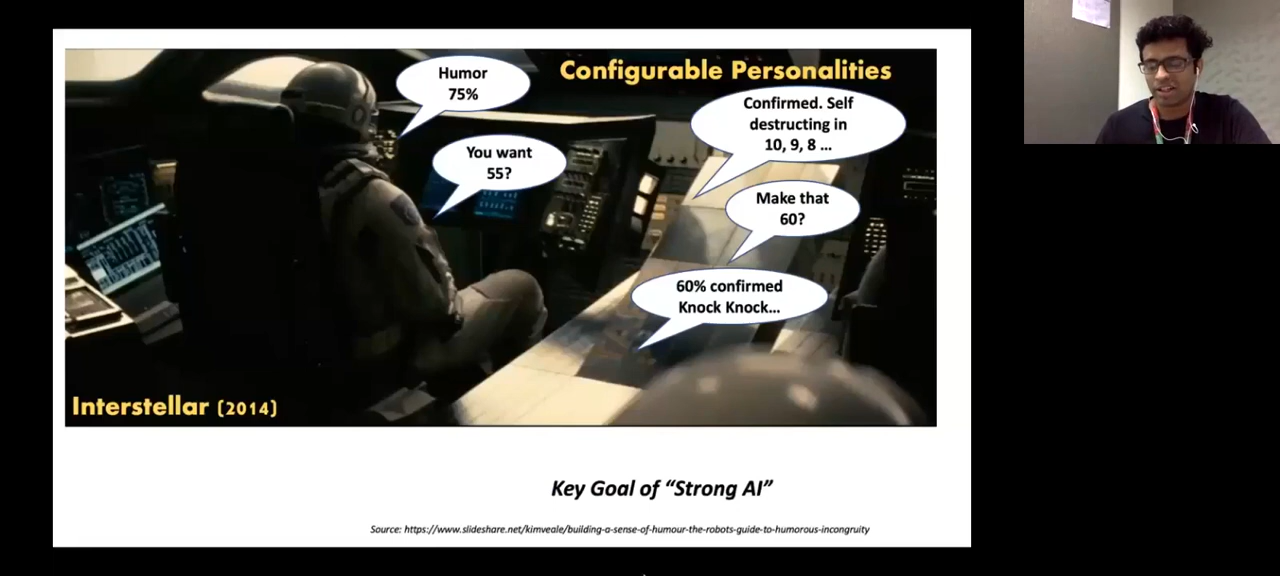 Configurable Personalities
Humor
75%
Confirmed. Self
destructing in
10, 9, 8 ...
You want
55?
Make that
60?
60% confirmed
Knock Knock...
Interstellar (2014)
Key Goal of “Strong AI”
Source: https://www.slideshare.net/kimveale/building-a-sense-of-humour-the-robots-guide-to-humorous-incongruity